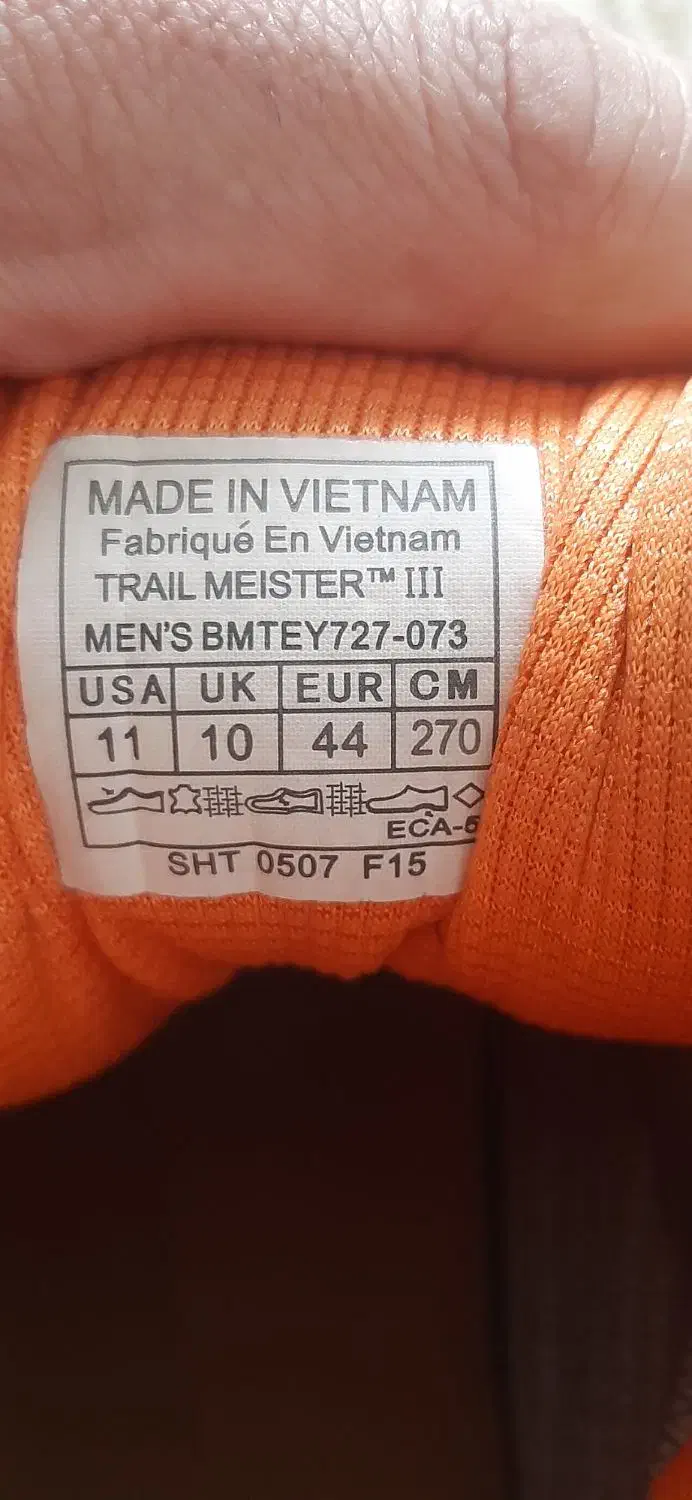 MADE IN VIETNAM
Fabriqué En Vietnam
TRAIL MEISTER™ III
MEN'S BMTEY727-073
USA UK EUR CM
11 10 44 270
SHT 0507 F15